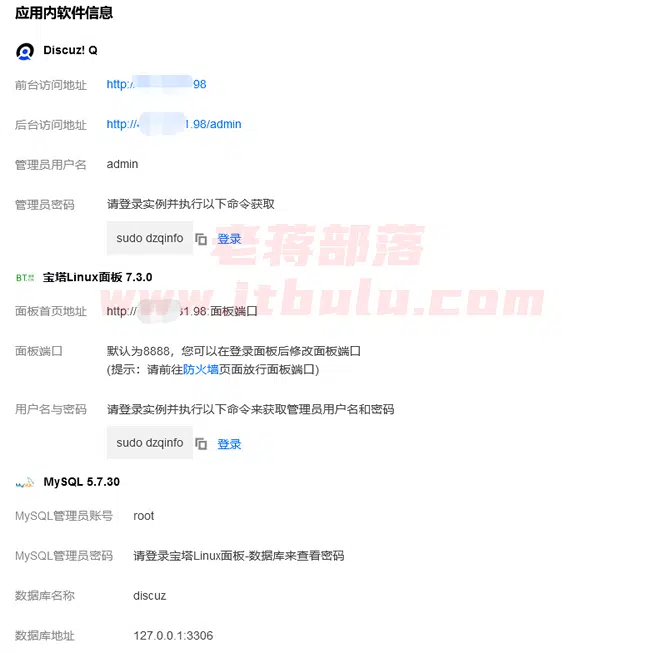 应用内软件信息
Discuz! Q
前台访问地址 http:/ 98
后台访问地址 http:// 1.98/admin
管理员用户名 admin
管理员密码 请登录实例并执行以下命令获取
sudo dzqinfo 登录
老蒋部落
BT 宝塔Linux面板 7.3.0
www.itbulu.com
面板首页地址 http:// 1.98:面板端口
面板端口 默认为8888，您可以在登录面板后修改面板端口
(提示：请前往防火墙页面放行面板端口)
用户名与密码 请登录实例并执行以下命令来获取管理员用户名和密码
sudo dzqinfo 登录
MySQL MySQL 5.7.30
MySQL管理员账号 root
MySQL管理员密码 请登录宝塔Linux面板-数据库来查看密码
数据库名称 discuz
数据库地址 127.0.0.1:3306